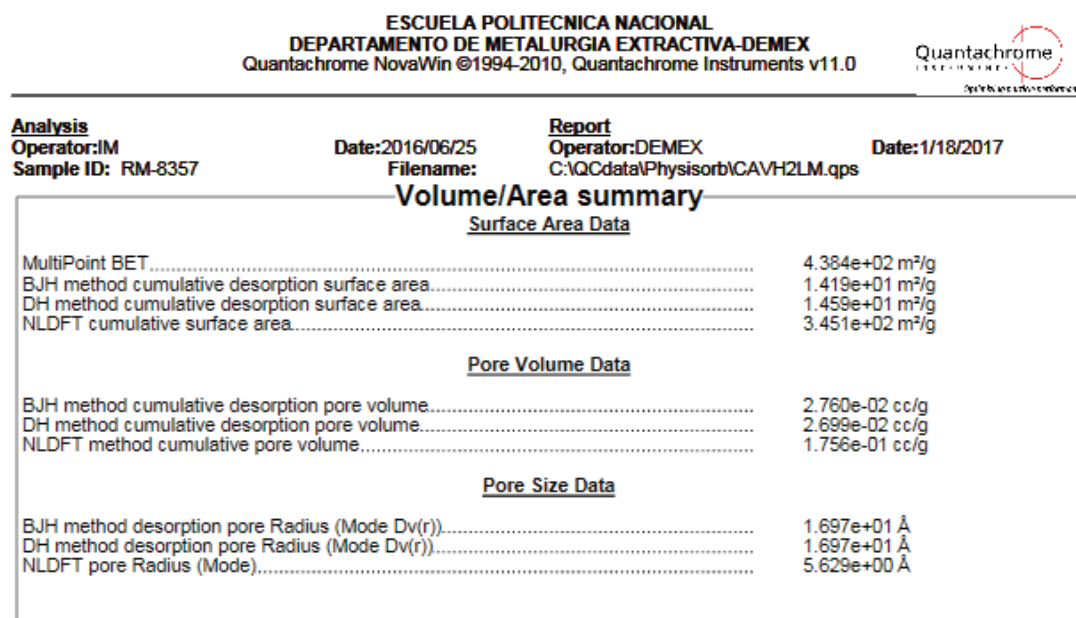 ESCUELA POLITECNICA NACIONAL
DEPARTAMENTO DE METALURGIA EXTRACTIVA-DEMEX
Quantachrome NovaWin ©1994-2010, Quantachrome Instruments v11.0
Quantachrome
INSTRUMENTS
Analysis Report
Operator:IM Date:2016/06/25 Operator:DEMEX Date:1/18/2017
Sample ID: RM-8357 Filename: C:\QCdata\Physisorb\CAVH2LM.qps
Volume/Area summary
Surface Area Data
MultiPoint BET........ 4.384e+02 m²/g
BJH method cumulative desorption surface area........ 1.419e+01 m²/g
DH method cumulative desorption surface area........ 1.459e+01 m²/g
NLDFT cumulative surface area........ 3.451e+02 m²/g
Pore Volume Data
BJH method cumulative desorption pore volume........ 2.760e-02 cc/g
DH method cumulative desorption pore volume........ 2.699e-02 cc/g
NLDFT method cumulative pore volume........ 1.756e-01 cc/g
Pore Size Data
BJH method desorption pore Radius (Mode Dv(r))........ 1.697e+01 Å
DH method desorption pore Radius (Mode Dv(r))........ 1.697e+01 Å
NLDFT pore Radius (Mode)........ 5.629e+00 Å